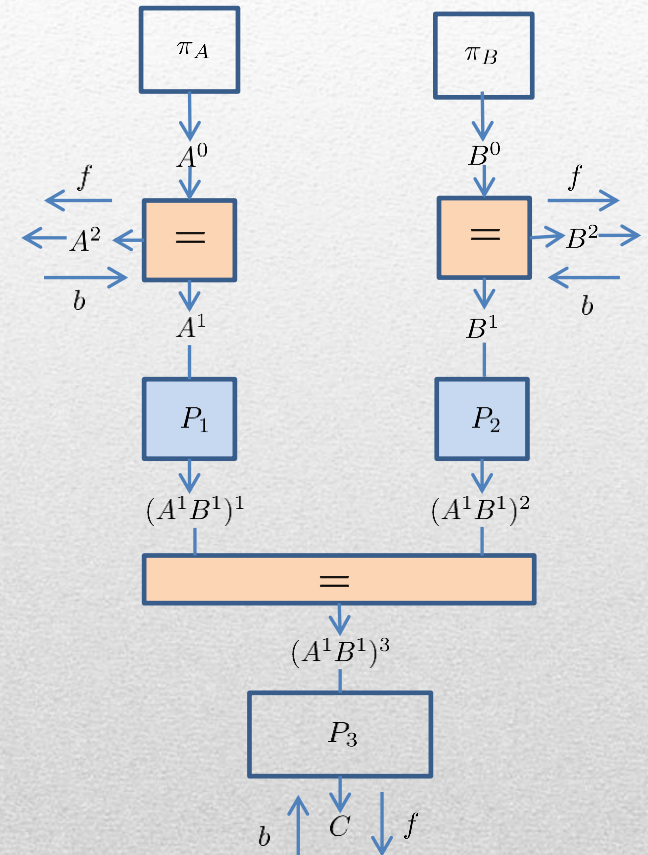 π_A π_B
A^0 B^0
f f
A^2 = = B^2
b b
A^1 B^1
P_1 P_2
(A^1B^1)^1 (A^1B^1)^2
=
(A^1B^1)^3
P_3
b C f